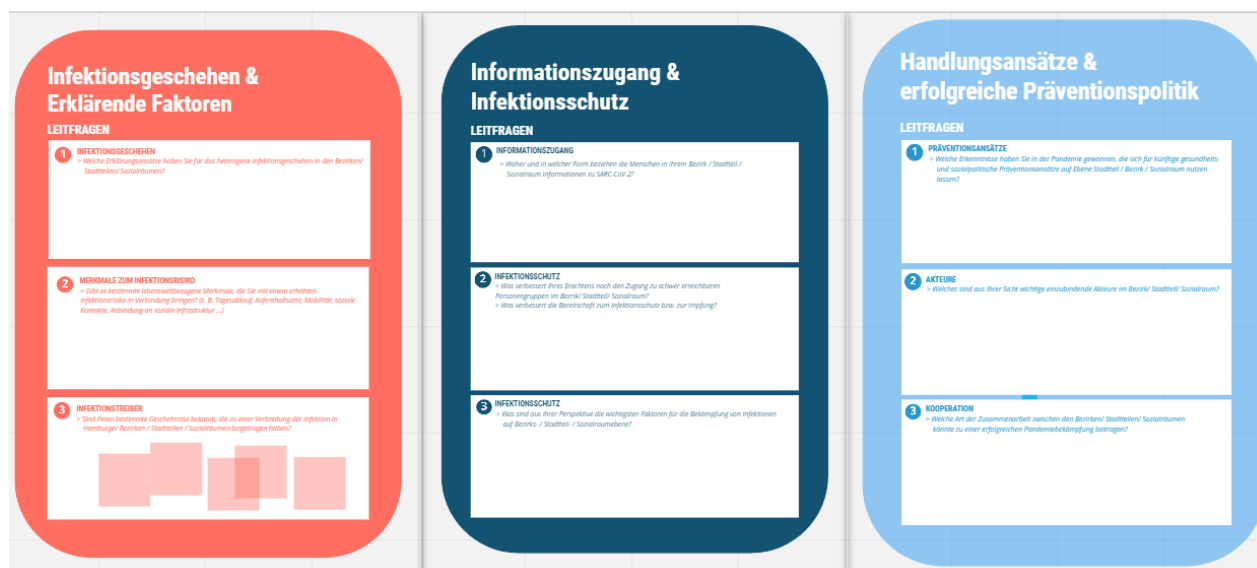 Infektionsgeschehen &
Erklärende Faktoren
LEITFRAGEN
1 INFEKTIONSGESCHEHEN
> Welche Erklärungsansätze haben Sie für das heterogene Infektionsgeschehen in den Bezirken/
Stadtteilen/ Sozialräumen?
2 MERKMALE ZUM INFEKTIONSRISIKO
> Gibt es bestimmte lebensweltbezogene Merkmale, die Sie mit einem erhöhten
Infektionsrisiko in Verbindung bringen? (z. B. Tagesablauf, Aufenthaltsorte, Mobilität, soziale
Kontakte, Anbindung an soziale Infrastruktur ...)
3 INFEKTIONSTREIBER
> Sind Ihnen bestimmte Geschehnisse bekannt, die zu einer Verbreitung der Infektion in
Hamburger Bezirken / Stadtteilen / Sozialräumen beigetragen haben?
Informationszugang &
Infektionsschutz
LEITFRAGEN
1 INFORMATIONSZUGANG
> Woher und in welcher Form beziehen die Menschen in Ihrem Bezirk / Stadtteil /
Sozialraum Informationen zu SARC-CoV-2?
2 INFEKTIONSSCHUTZ
> Was verbessert Ihres Erachtens nach den Zugang zu schwer erreichbaren
Personengruppen im Bezirk/ Stadtteil/ Sozialraum?
> Was verbessert die Bereitschaft zum Infektionsschutz bzw. zur Impfung?
3 INFEKTIONSSCHUTZ
> Was sind aus Ihrer Perspektive die wichtigsten Faktoren für die Bekämpfung von Infektionen
auf Bezirks- / Stadtteil- / Sozialraumebene?
Handlungsansätze &
erfolgreiche Präventionspolitik
LEITFRAGEN
1 PRÄVENTIONSANSÄTZE
> Welche Erkenntnisse haben Sie in der Pandemie gewonnen, die sich für künftige gesundheits-
und sozialpolitische Präventionsansätze auf Ebene Stadtteil / Bezirk / Sozialraum nutzen
lassen?
2 AKTEURE
> Welches sind aus Ihrer Sicht wichtige einzubindende Akteure im Bezirk/ Stadtteil/ Sozialraum?
3 KOOPERATION
> Welche Art der Zusammenarbeit zwischen den Bezirken/ Stadtteilen/ Sozialräumen
könnte zu einer erfolgreichen Pandemiebekämpfung beitragen?